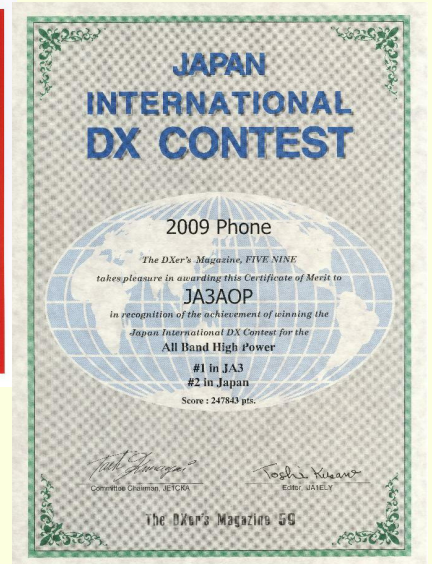 JAPAN
INTERNATIONAL
DX CONTEST
2009 Phone
The DXer's Magazine, FIVE NINE
takes pleasure in awarding this Certificate of Merit to
JA3AOP
in recognition of the achievement of winning the
Japan International DX Contest for the
All Band High Power
#1 in JA3
#2 in Japan
Score : 247843 pts.
Committee Chairman, JE1CKA
Editor, JA1ELY
The DXer's Magazine 59